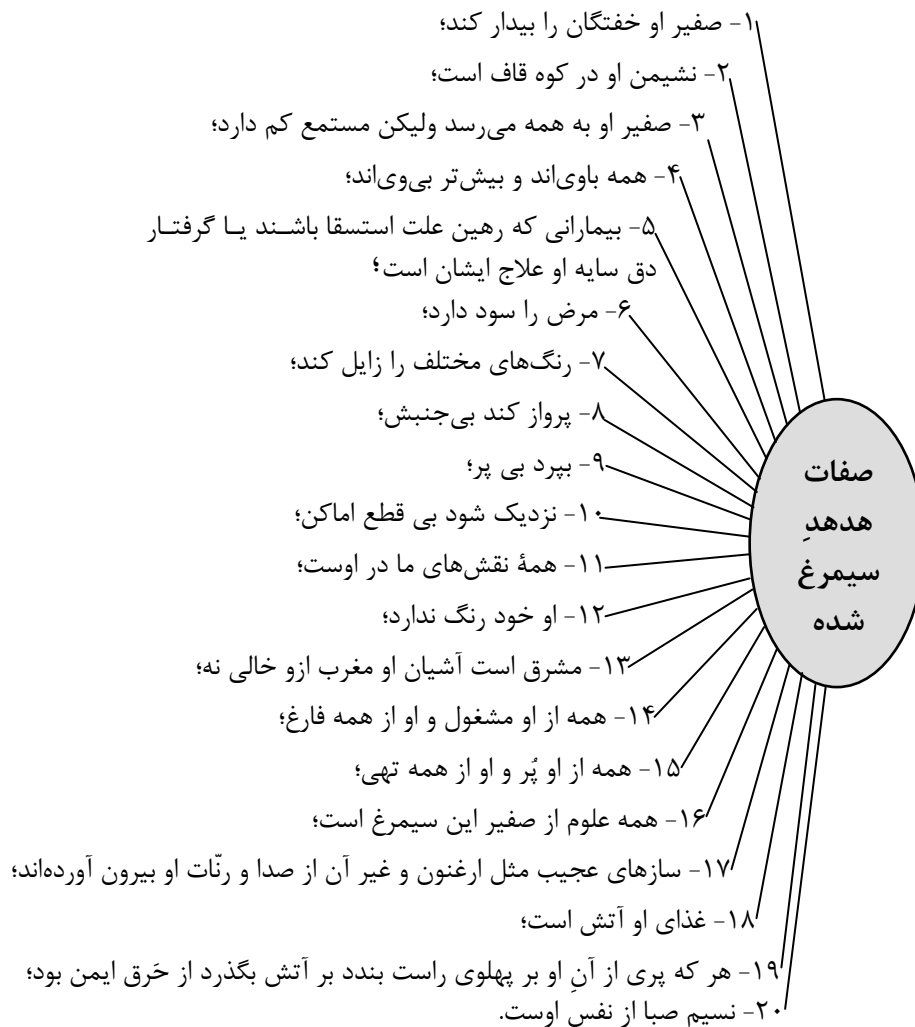 ۱- صفیر او خفتگان را بیدار کند؛
۲- نشیمن او در کوه قاف است؛
۳- صفیر او به همه می‌رسد ولیکن مستمع کم دارد؛
۴- همه باوی‌اند و بیش‌تر بی‌وی‌اند؛
۵- بیمارانی که رهین علت استسقا باشند یا گرفتار
دق سایه او علاج ایشان است؛
۶- مرض را سود دارد؛
۷- رنگ‌های مختلف را زایل کند؛
۸- پرواز کند بی‌جنبش؛
۹- بپرد بی پر؛
۱۰- نزدیک شود بی قطع اماکن؛
۱۱- همهٔ نقش‌های ما در اوست؛
۱۲- او خود رنگ ندارد؛
۱۳- مشرق است آشیان او مغرب ازو خالی نه؛
۱۴- همه از او مشغول و او از همه فارغ؛
۱۵- همه از او پُر و او از همه تهی؛
۱۶- همه علوم از صفیر این سیمرغ است؛
۱۷- سازهای عجیب مثل ارغنون و غیر آن از صدا و رنّات او بیرون آورده‌اند؛
۱۸- غذای او آتش است؛
۱۹- هر که پری از آنِ او بر پهلوی راست بندد بر آتش بگذرد از حَرق ایمن بود؛
۲۰- نسیم صبا از نفس اوست.
صفات
هدهدِ
سیمرغ
شده